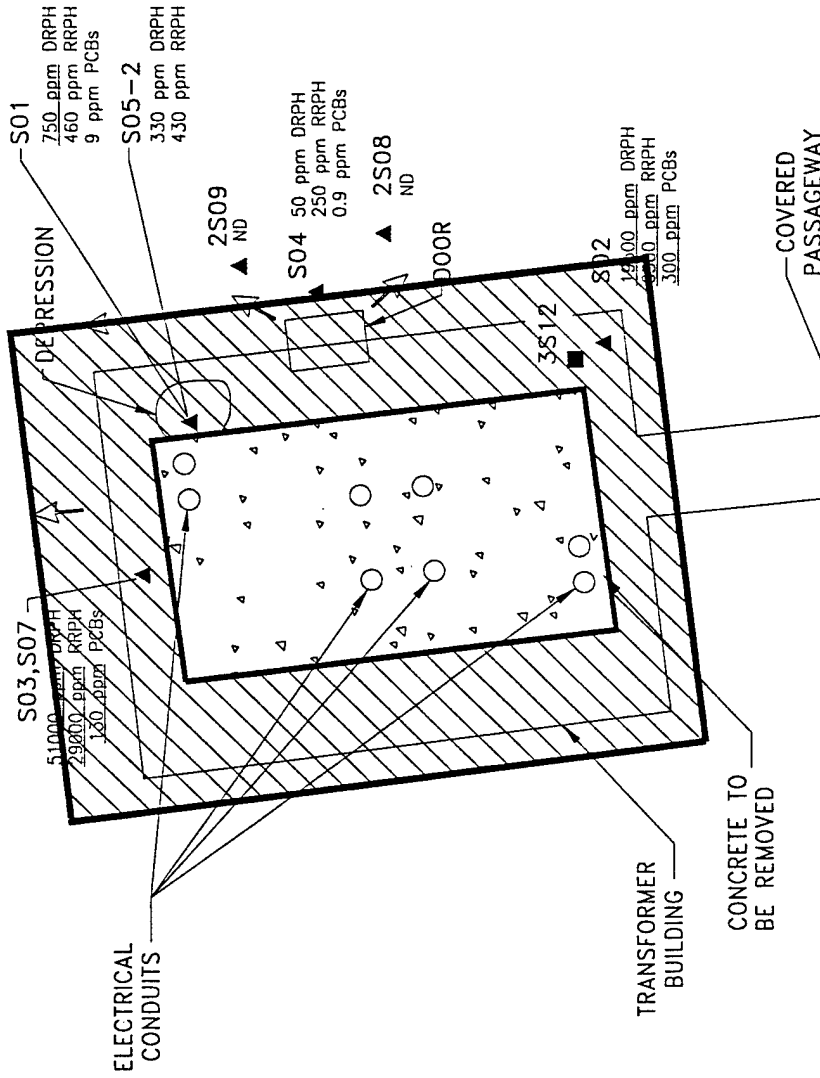 S01
750 ppm DRPH
460 ppm RRPH
9 ppm PCBs
S05-2
330 ppm DRPH
430 ppm RRPH
DEPRESSION
2S09
ND
S04
50 ppm DRPH
250 ppm RRPH
0.9 ppm PCBs
2S08
ND
DOOR
S03,S07
51000 ppm DRPH
29000 ppm RRPH
130 ppm PCBs
3S12
S02
ppm DRPH
ppm RRPH
300 ppm PCBs
COVERED
PASSAGEWAY
ELECTRICAL
CONDUITS
TRANSFORMER
BUILDING
CONCRETE TO
BE REMOVED